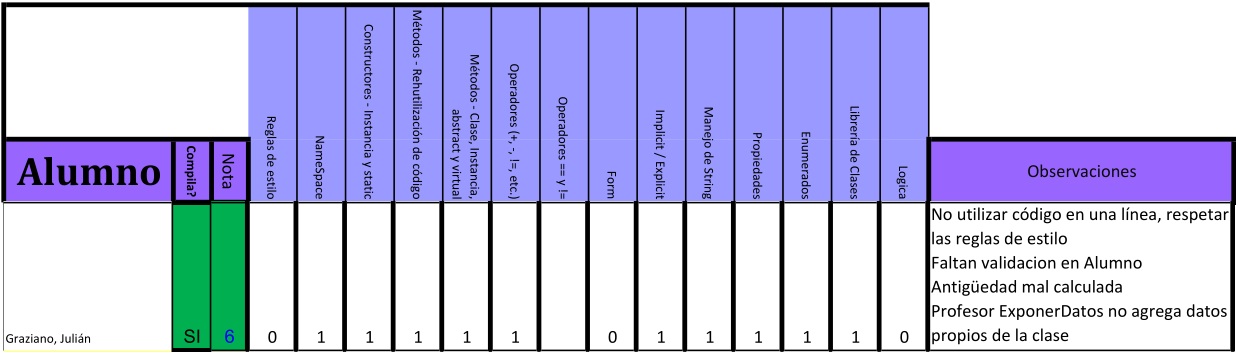 Alumno
Compila?
Nota
Reglas de estilo
NameSpace
Constructores - Instancia y static
Métodos - Rehutilización de código
Métodos - Clase, Instancia,
abstract y virtual
Operadores (+, -, !=, etc.)
Operadores == y !=
Form
Implicit / Explicit
Manejo de String
Propiedades
Enumerados
Librería de Clases
Logica
Observaciones
Graziano, Julián
SI
6
0
1
1
1
1
1
0
1
1
1
1
1
0
No utilizar código en una línea, respetar
las reglas de estilo
Faltan validacion en Alumno
Antigüedad mal calculada
Profesor ExponerDatos no agrega datos
propios de la clase